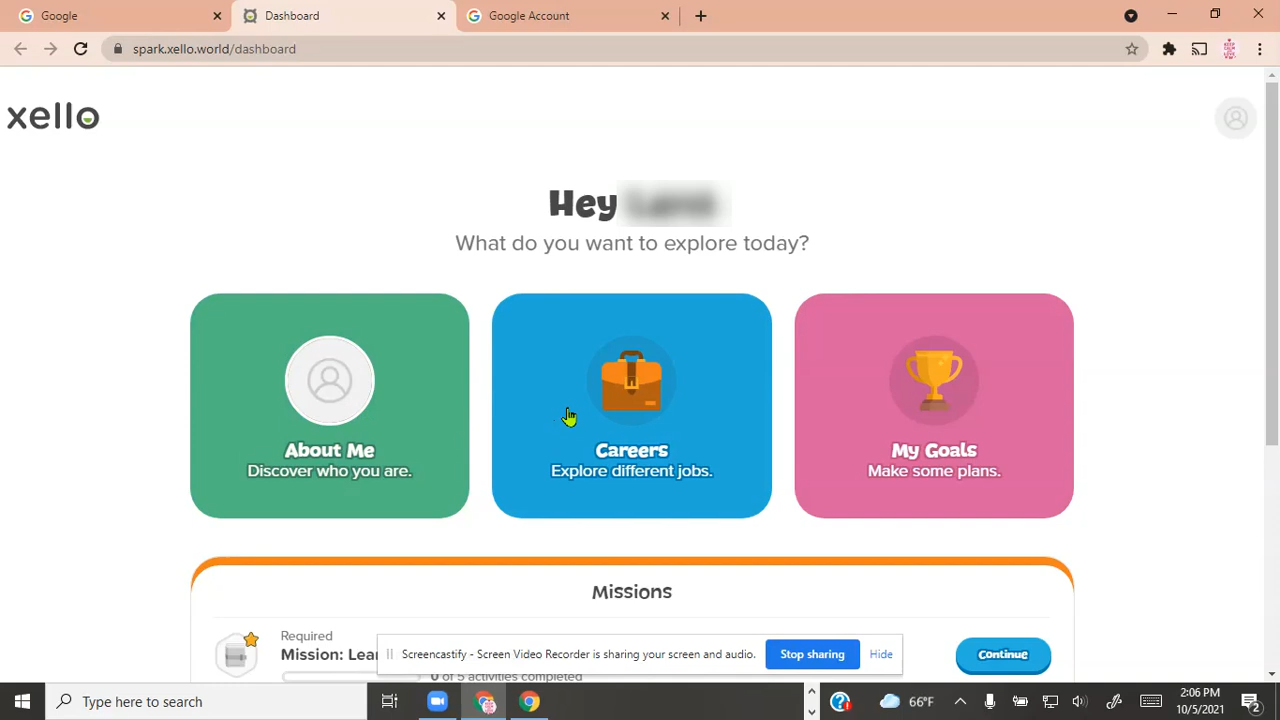 Google
Dashboard
Google Account
spark.xello.world/dashboard
xello
Hey
What do you want to explore today?
About Me
Discover who you are.
Careers
Explore different jobs.
My Goals
Make some plans.
Missions
Required
Mission: Lear
Continue
0 of 5 activities completed
Screencastify - Screen Video Recorder is sharing your screen and audio.
Stop sharing
Hide
Type here to search
66°F
2:06 PM
10/5/2021
2